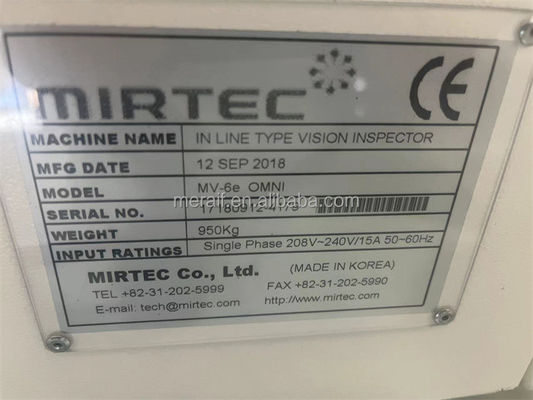 MIRTEC
CE
MACHINE NAME IN LINE TYPE VISION INSPECTOR
MFG DATE 12 SEP 2018
MODEL MV-6e OMNI
SERIAL NO. 17180912-4179
WEIGHT 950Kg
INPUT RATINGS Single Phase 208V~240V/15A 50~60Hz
MIRTEC Co., Ltd. (MADE IN KOREA)
TEL +82-31-202-5999 FAX +82-31-202-5990
E-mail: tech@mirtec.com http://www.mirtec.com